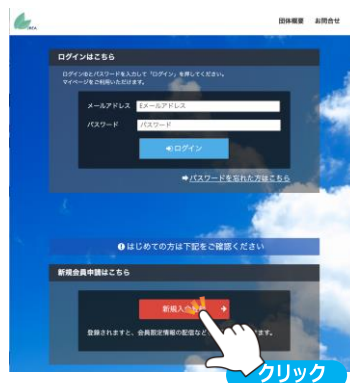 団体概要 お問合せ
ログインはこちら
ログインIDとパスワードを入力して「ログイン」を押してください。
マイページをご利用いただけます。
メールアドレス Eメールアドレス
パスワード パスワード
ログイン
パスワードを忘れた方はこちら
はじめての方は下記をご確認ください
新規会員申請はこちら
新規入会
登録されますと、会員限定情報の配信など
ます。
クリック